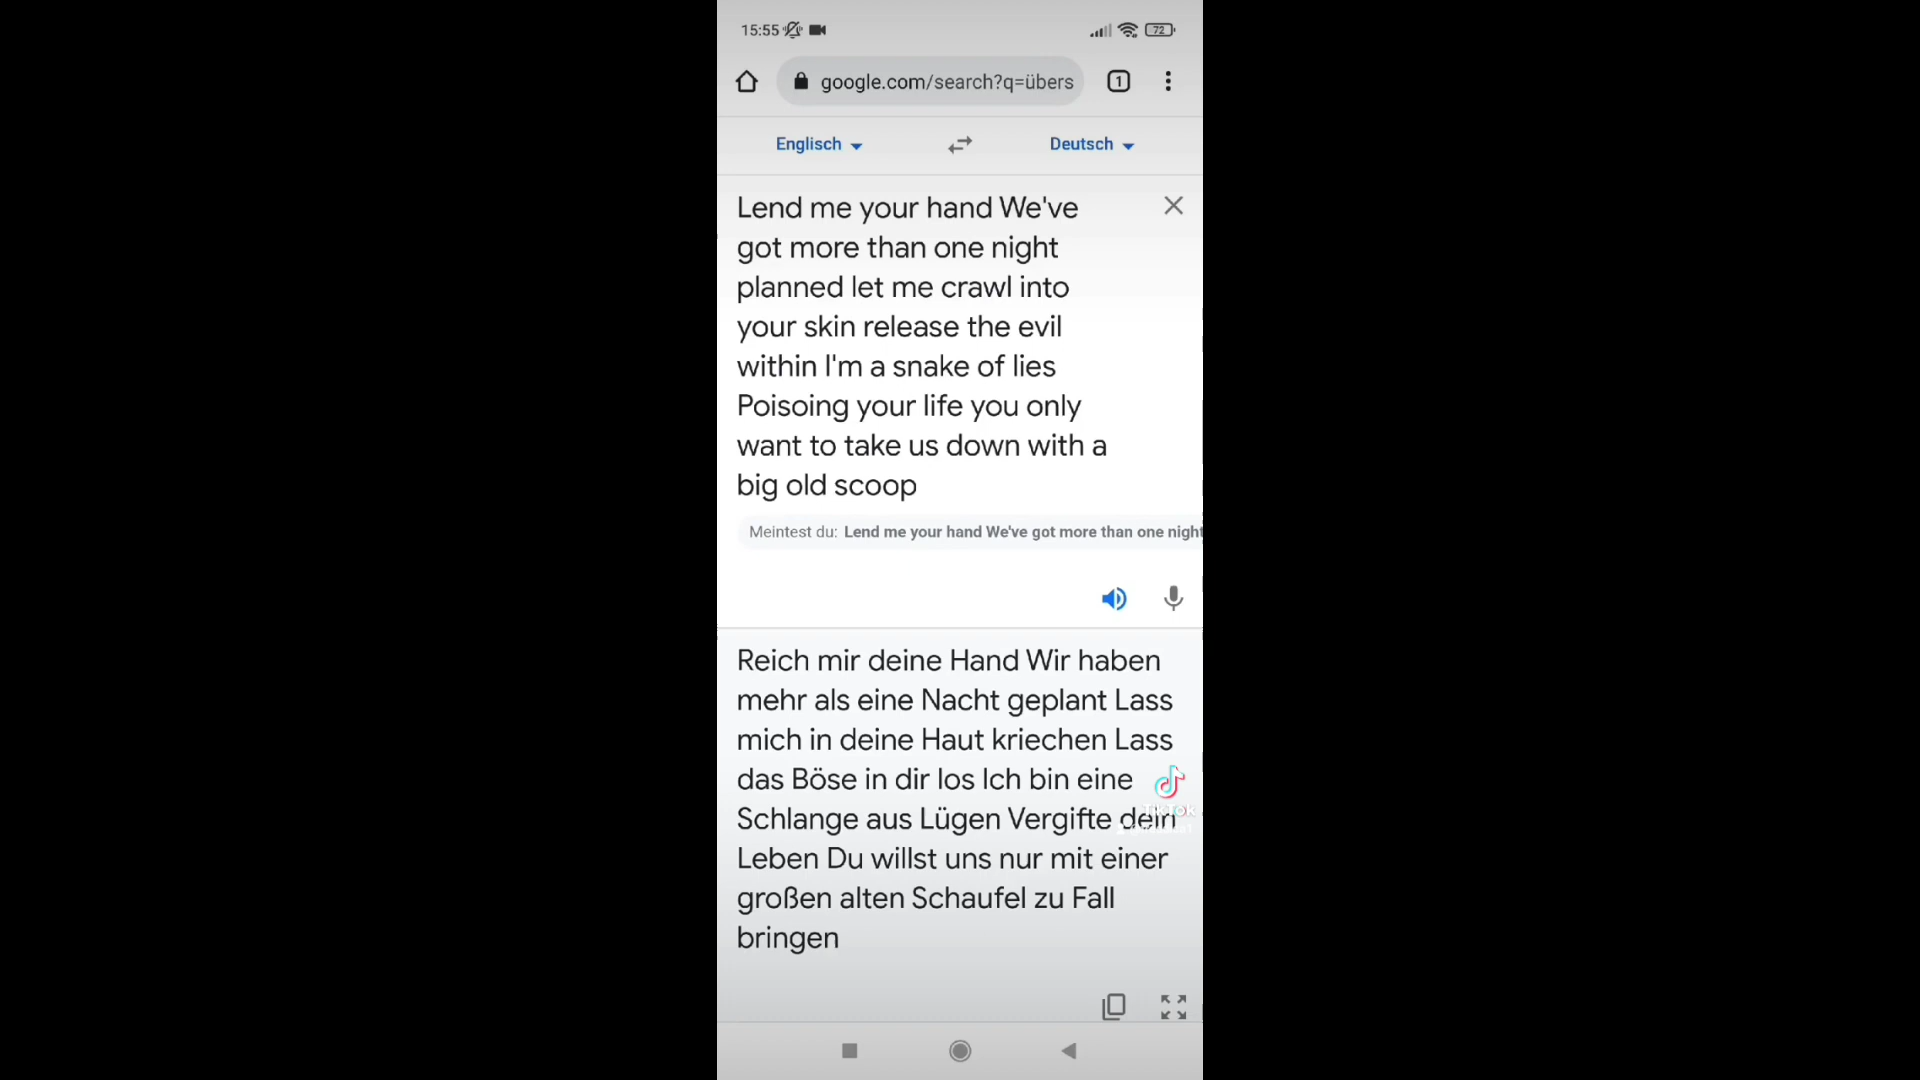 15:55
72
google.com/search?q=übers
1
Englisch
Deutsch
Lend me your hand We've
got more than one night
planned let me crawl into
your skin release the evil
within I'm a snake of lies
Poisoing your life you only
want to take us down with a
big old scoop
Meintest du: Lend me your hand We've got more than one night
Reich mir deine Hand Wir haben
mehr als eine Nacht geplant Lass
mich in deine Haut kriechen Lass
das Böse in dir los Ich bin eine
Schlange aus Lügen Vergifte dein
TikTok
Leben Du willst uns nur mit einer
großen alten Schaufel zu Fall
bringen